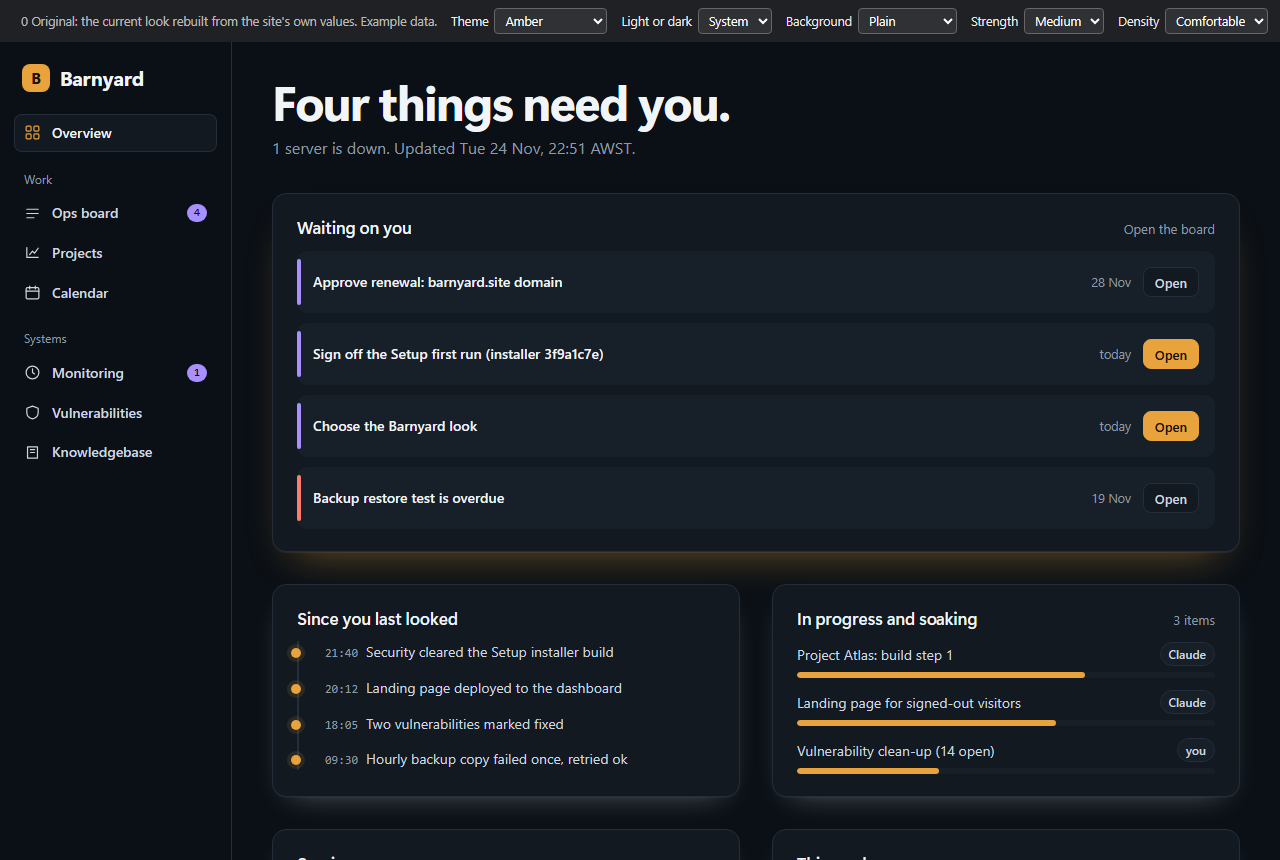 0 Original: the current look rebuilt from the site's own values. Example data. Theme Amber Light or dark System Background Plain Strength Medium Density Comfortable
B Barnyard
Overview
Work
Ops board 4
Projects
Calendar
Systems
Monitoring 1
Vulnerabilities
Knowledgebase
Four things need you.
1 server is down. Updated Tue 24 Nov, 22:51 AWST.
Waiting on you Open the board
Approve renewal: barnyard.site domain 28 Nov Open
Sign off the Setup first run (installer 3f9a1c7e) today Open
Choose the Barnyard look today Open
Backup restore test is overdue 19 Nov Open
Since you last looked
21:40 Security cleared the Setup installer build
20:12 Landing page deployed to the dashboard
18:05 Two vulnerabilities marked fixed
09:30 Hourly backup copy failed once, retried ok
In progress and soaking 3 items
Project Atlas: build step 1 Claude
Landing page for signed-out visitors Claude
Vulnerability clean-up (14 open) you